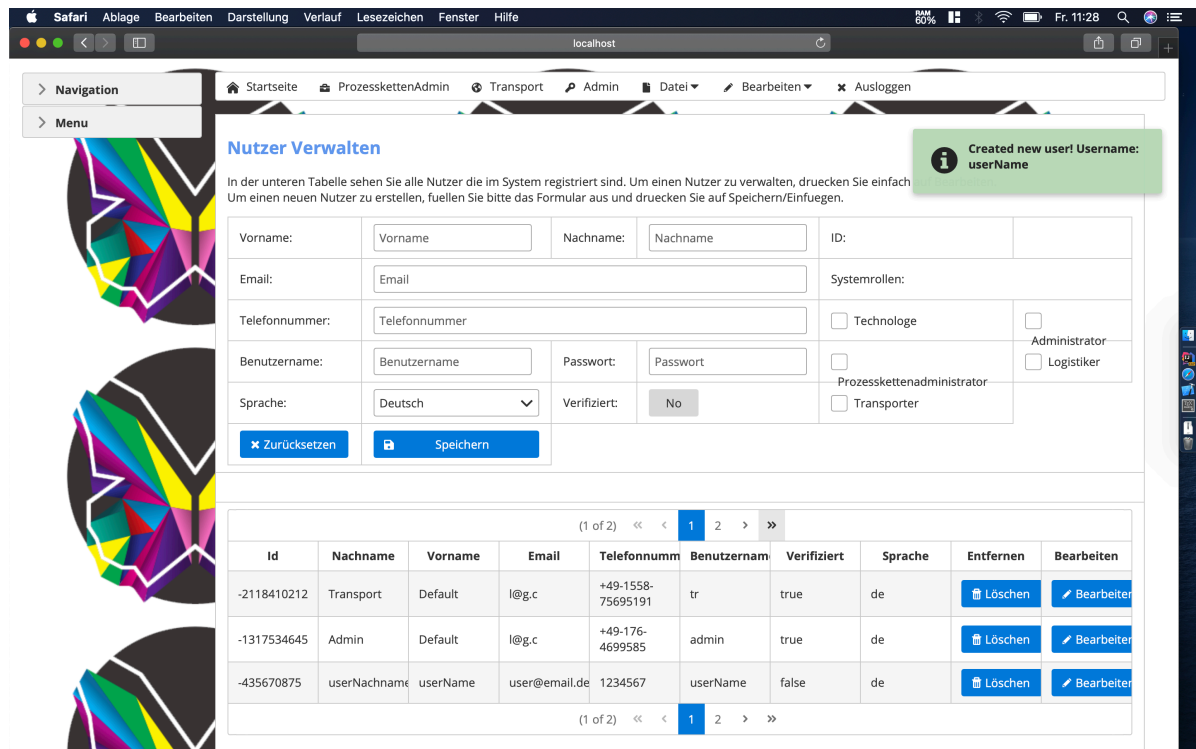 Safari Ablage Bearbeiten Darstellung Verlauf Lesezeichen Fenster Hilfe RAM 60% Fr. 11:28
localhost
Navigation
Menu
Startseite ProzesskettenAdmin Transport Admin Datei Bearbeiten Ausloggen
Nutzer Verwalten
Created new user! Username:
userName
In der unteren Tabelle sehen Sie alle Nutzer die im System registriert sind. Um einen Nutzer zu verwalten, druecken Sie einfach
Um einen neuen Nutzer zu erstellen, fuellen Sie bitte das Formular aus und druecken Sie auf Speichern/Einfuegen.
Vorname: Vorname Nachname: Nachname ID:
Email: Email Systemrollen:
Telefonnummer: Telefonnummer Technologe
Administrator
Benutzername: Benutzername Passwort: Passwort Logistiker
Prozesskettenadministrator
Sprache: Deutsch Verifiziert: No Transporter
Zurücksetzen Speichern
(1 of 2) 1 2
Id Nachname Vorname Email Telefonnumm Benutzernam Verifiziert Sprache Entfernen Bearbeiten
-2118410212 Transport Default l@g.c +49-1558-75695191 tr true de Löschen Bearbeiten
-1317534645 Admin Default l@g.c +49-176-4699585 admin true de Löschen Bearbeiten
-435670875 userNachname userName user@email.de 1234567 userName false de Löschen Bearbeiten
(1 of 2) 1 2